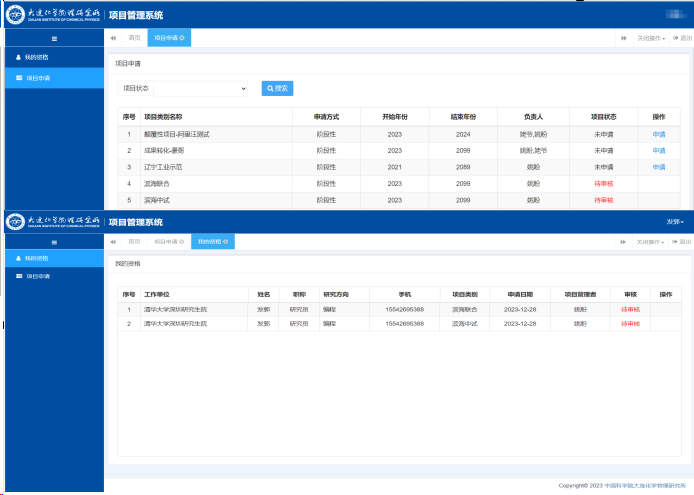 大连化学物理研究所 项目管理系统
DALIAN INSTITUTE OF CHEMICAL PHYSICS
首页 项目申请 关闭操作 退出
我的资格
项目申请
项目申请
项目状态 搜索
序号 项目类别名称 申请方式 开始年份 结束年份 负责人 项目状态 操作
1 颠覆性项目-阿里汪测试 阶段性 2023 2024 姥爷,姚盼 未申请 申请
2 成果转化-豪哥 阶段性 2023 2099 姚盼,姥爷 未申请 申请
3 辽宁工业示范 阶段性 2021 2089 姚盼 未申请 申请
4 滨海联合 阶段性 2023 2099 姚盼 待审核
5 滨海中试 阶段性 2023 2099 姚盼 待审核
大连化学物理研究所 项目管理系统 发郭
DALIAN INSTITUTE OF CHEMICAL PHYSICS
首页 项目申请 我的资格 关闭操作 退出
我的资格
项目申请
我的资格
序号 工作单位 姓名 职称 研究方向 手机 项目类别 申请日期 项目管理者 审核 操作
1 清华大学深圳研究生院 发郭 研究员 编程 15542695388 滨海联合 2023-12-28 姚盼 待审核
2 清华大学深圳研究生院 发郭 研究员 编程 15542695388 滨海中试 2023-12-28 姚盼 待审核
Copyright© 2023 中国科学院大连化学物理研究所